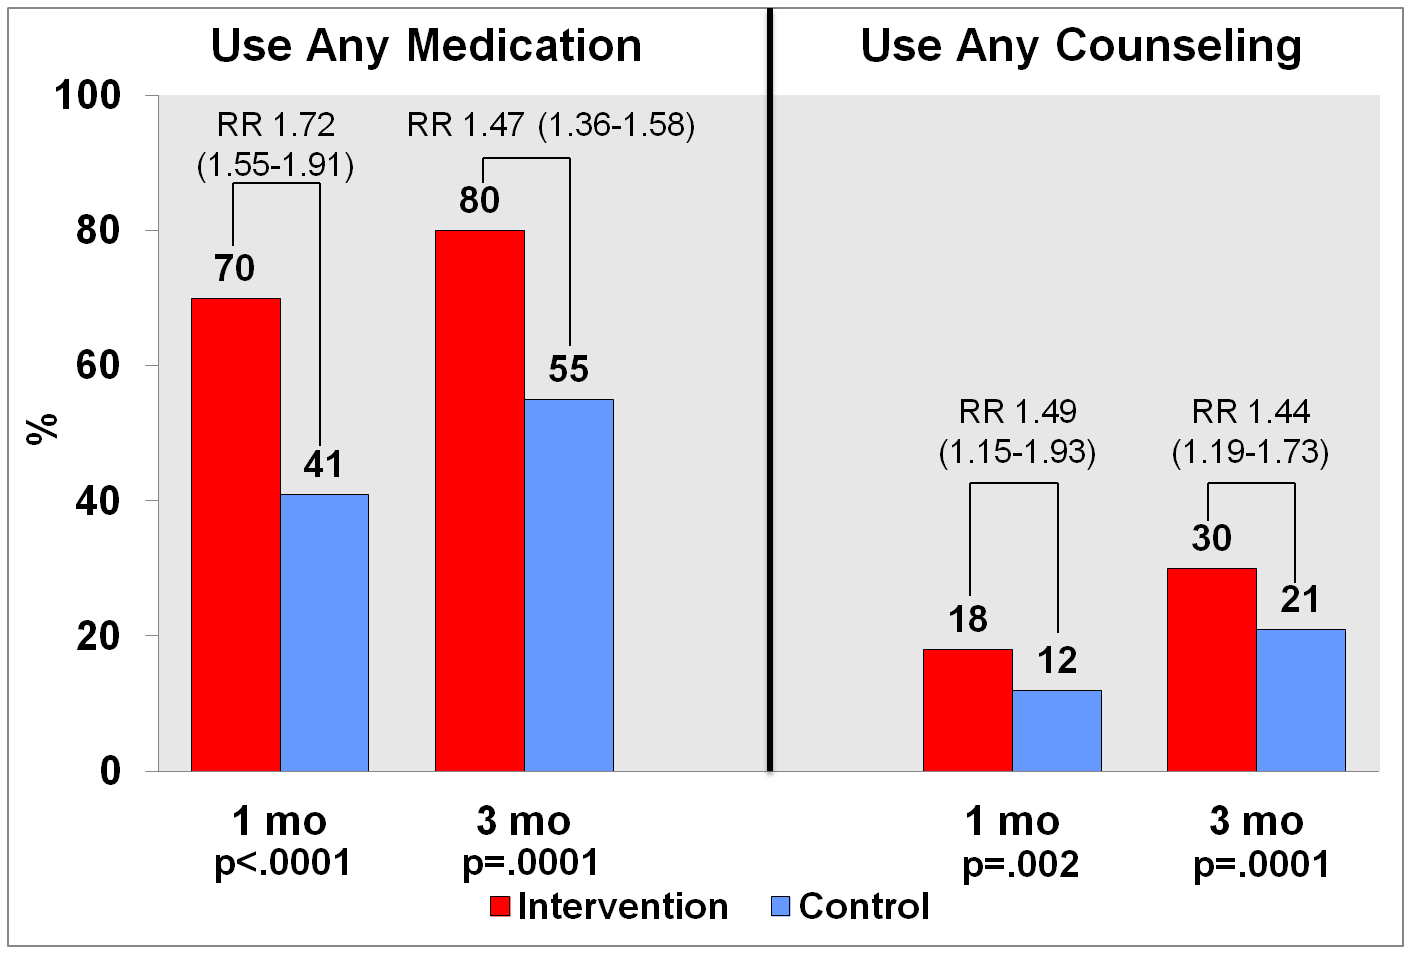 Use Any Medication
Use Any Counseling
100
80
60
40
20
0
%
RR 1.72
(1.55-1.91)
RR 1.47 (1.36-1.58)
70
41
80
55
RR 1.49
(1.15-1.93)
RR 1.44
(1.19-1.73)
18
12
30
21
1 mo
p<.0001
3 mo
p=.0001
1 mo
p=.002
3 mo
p=.0001
Intervention
Control